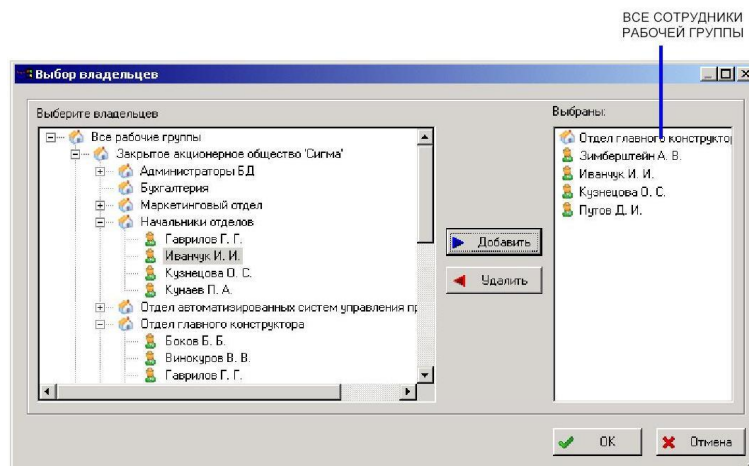 ВСЕ СОТРУДНИКИ
РАБОЧЕЙ ГРУППЫ
Выбор владельцев
Выберите владельцев
Все рабочие группы
Закрытое акционерное общество 'Сигма'
Администраторы БД
Бухгалтерия
Маркетинговый отдел
Начальники отделов
Гаврилов Г. Г.
Иванчук И. И.
Кузнецова О. С.
Кунаев П. А.
Отдел автоматизированных систем управления пр
Отдел главного конструктора
Боков Б. Б.
Винокуров В. В.
Гаврилов Г. Г.
Добавить
Удалить
Выбраны:
Отдел главного конструктор
Зимберштейн А. В.
Иванчук И. И.
Кузнецова О. С.
Пугов Д. И.
OK
Отмена